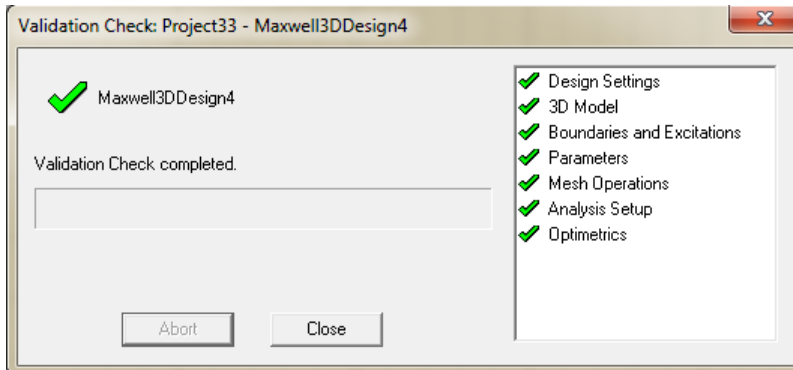 Validation Check: Project33 - Maxwell3DDesign4
Maxwell3DDesign4
Validation Check completed.
Abort
Close
Design Settings
3D Model
Boundaries and Excitations
Parameters
Mesh Operations
Analysis Setup
Optimetrics